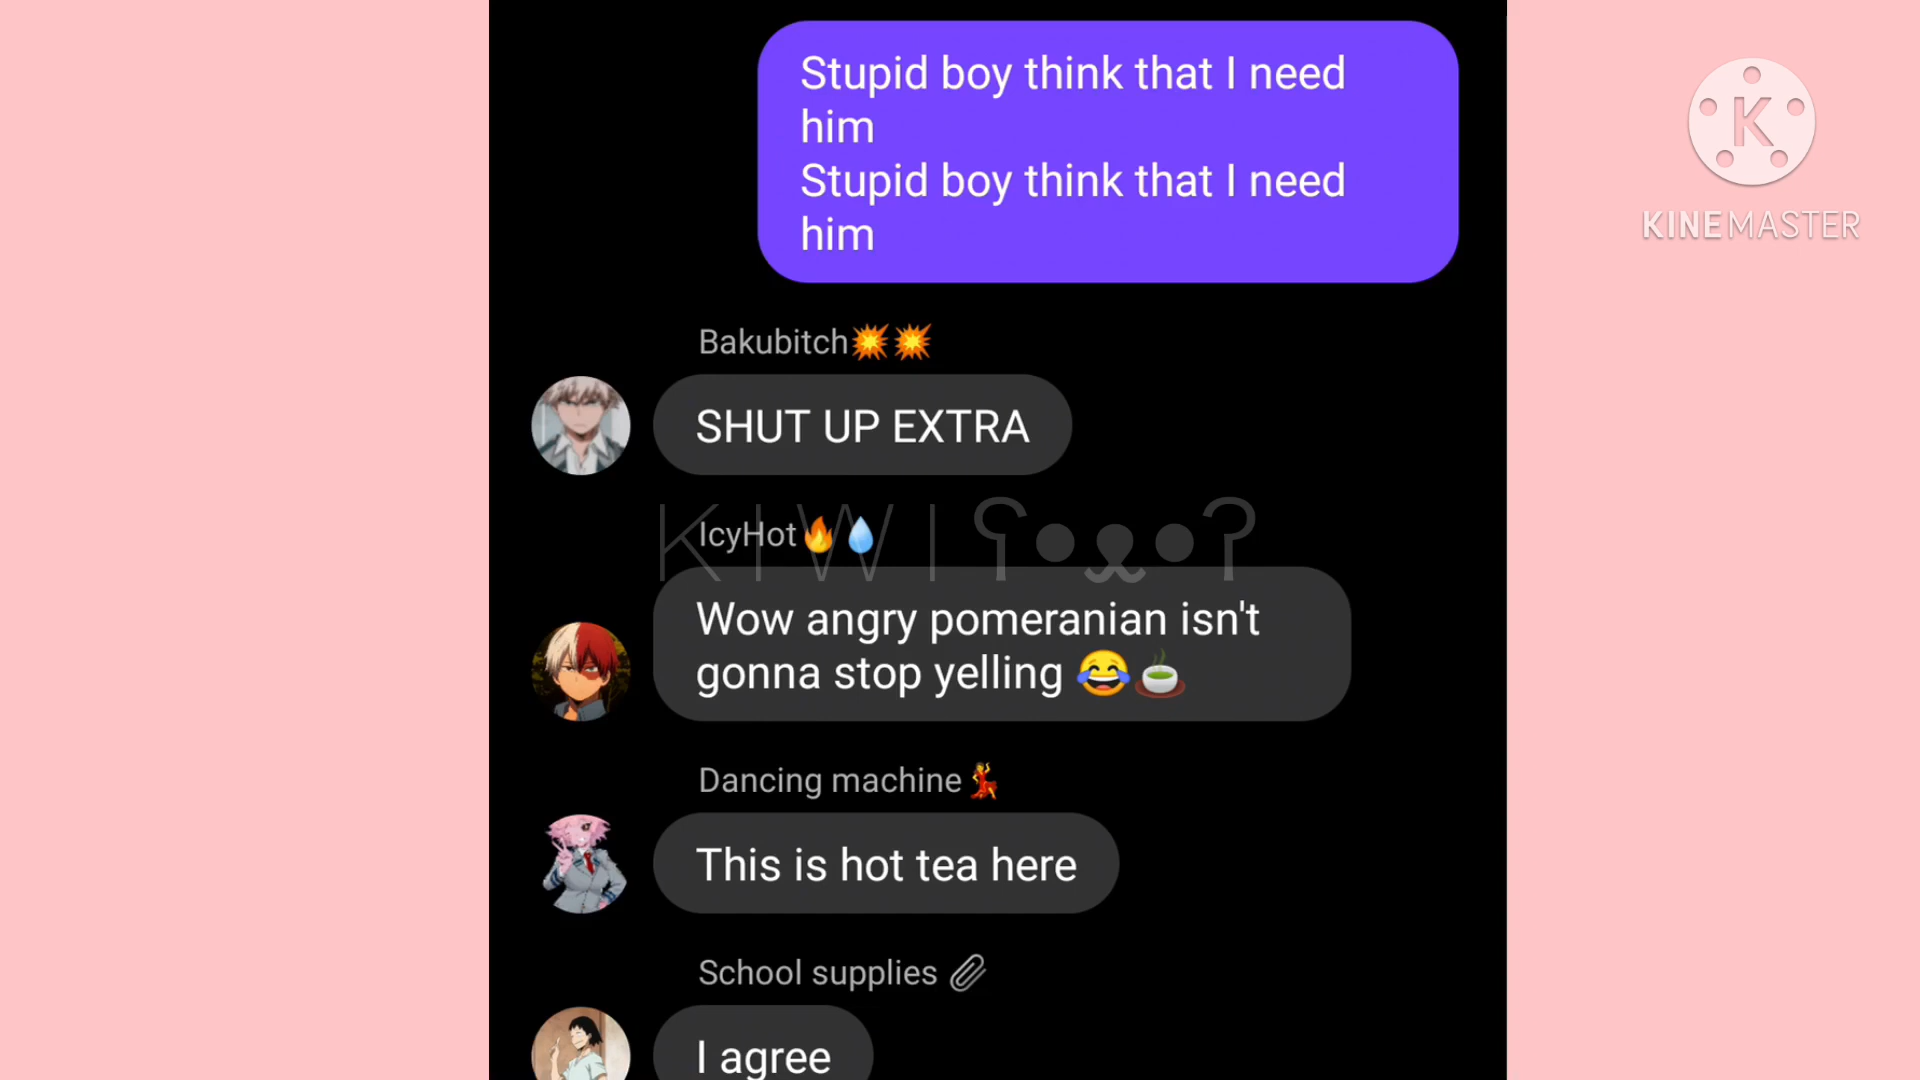 Stupid boy think that I need
him
Stupid boy think that I need
him
K
KINEMASTER
Bakubitch💥💥
SHUT UP EXTRA
KIWIʕ•ᴥ•ʔ
IcyHot🔥💧
Wow angry pomeranian isn't
gonna stop yelling 😂🍵
Dancing machine💃
This is hot tea here
School supplies 📎
I agree